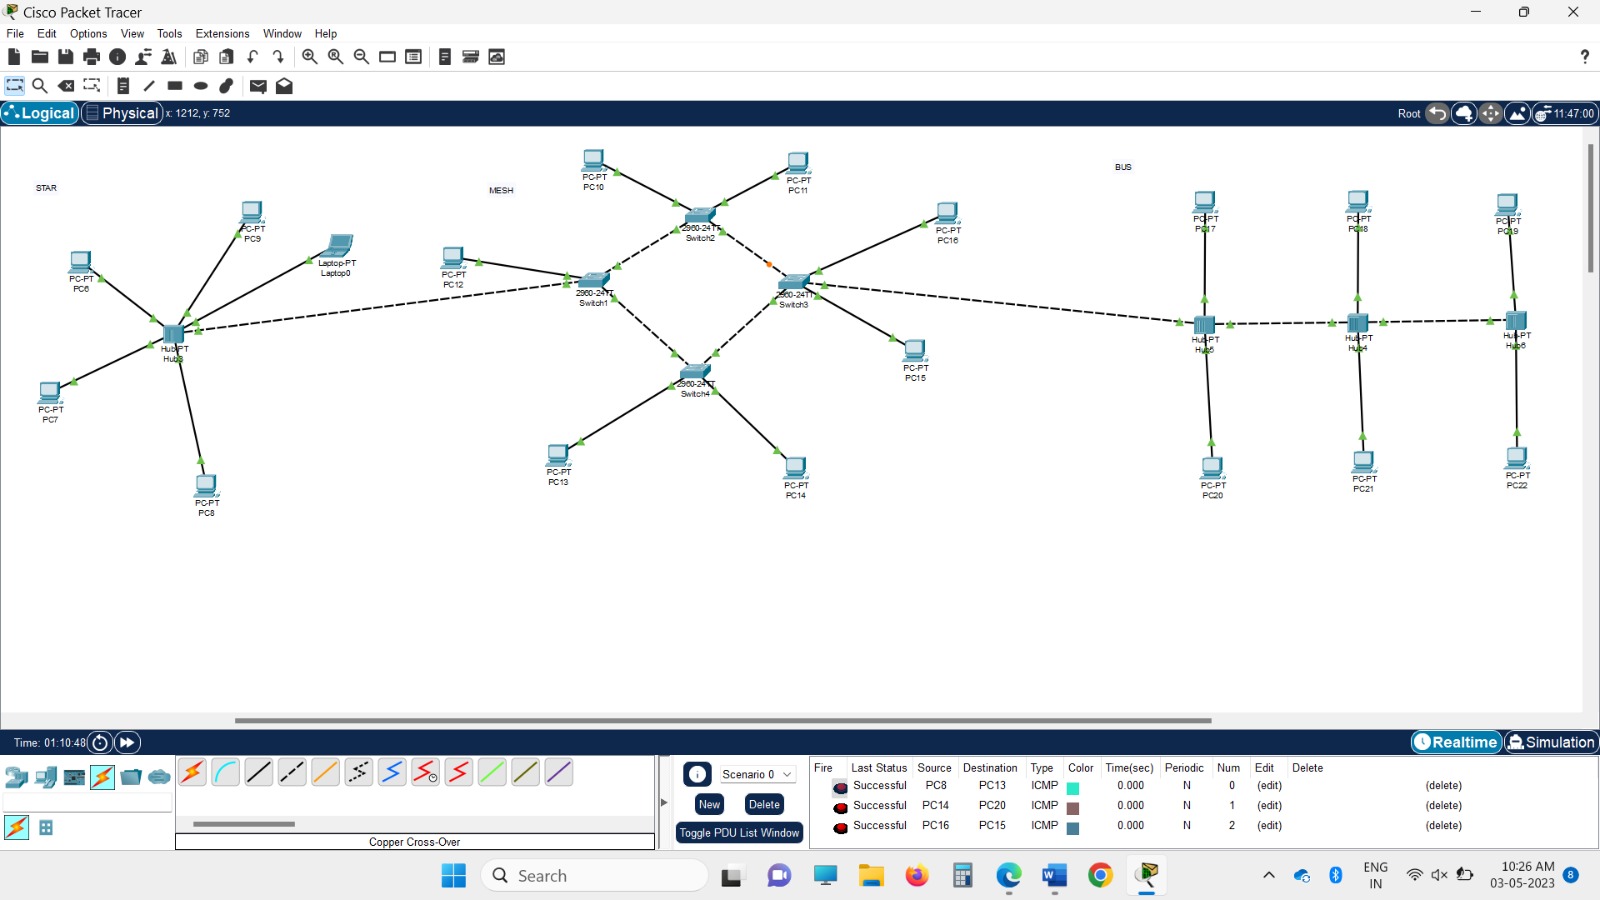 Cisco Packet Tracer
File Edit Options View Tools Extensions Window Help
Logical Physical x: 1212, y: 752
Root 11:47:00
STAR
MESH
BUS
PC-PT
PC9
Laptop-PT
Laptop0
PC-PT
PC6
Hub-PT
PC-PT
PC7
PC-PT
PC8
PC-PT
PC10
PC-PT
PC11
2960-24TT
Switch2
PC-PT
PC16
PC-PT
PC12
2960-24TT
Switch1
2960-24TT
Switch3
PC-PT
PC15
2960-24TT
Switch4
PC-PT
PC13
PC-PT
PC14
PC-PT
PC17
PC-PT
PC18
PC-PT
PC19
Hub-PT
Hub5
Hub-PT
Hub4
Hub-PT
Hub6
PC-PT
PC20
PC-PT
PC21
PC-PT
PC22
Time: 01:10:48
Realtime Simulation
Copper Cross-Over
Scenario 0
New Delete
Toggle PDU List Window
Fire Last Status Source Destination Type Color Time(sec) Periodic Num Edit Delete
Successful PC8 PC13 ICMP 0.000 N 0 (edit) (delete)
Successful PC14 PC20 ICMP 0.000 N 1 (edit) (delete)
Successful PC16 PC15 ICMP 0.000 N 2 (edit) (delete)
Search
ENG
IN
10:26 AM
03-05-2023
8